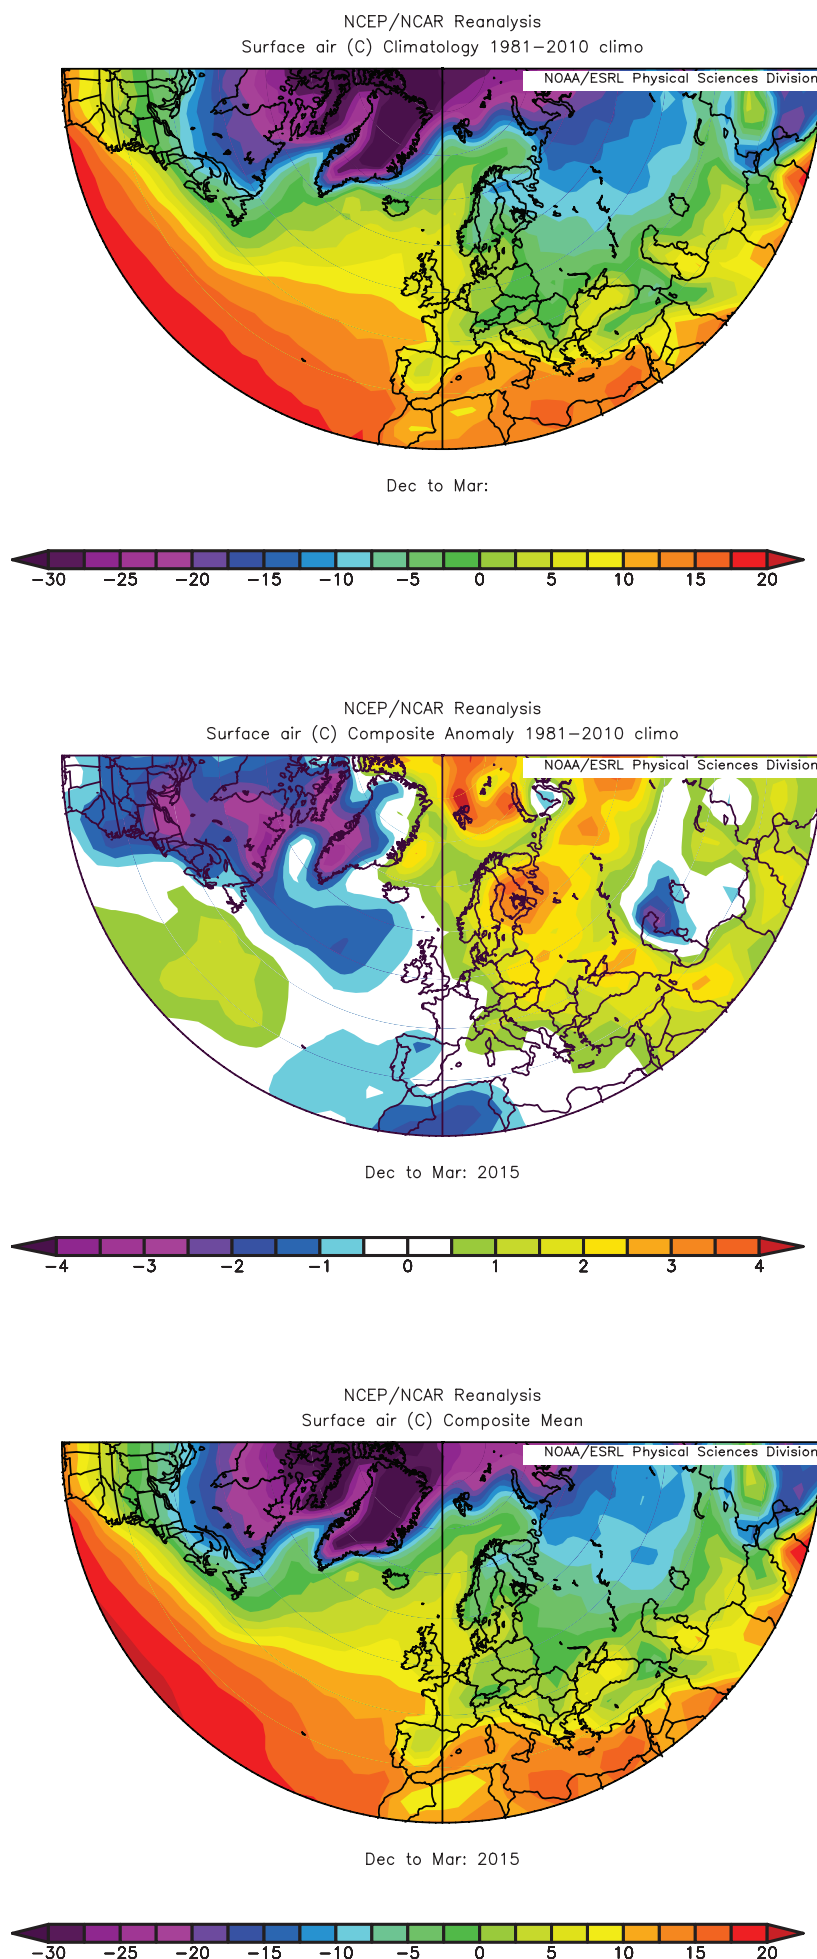 NCEP/NCAR Reanalysis
Surface air (C) Climatology 1981-2010 climo
NOAA/ESRL Physical Sciences Division
Dec to Mar:
-30 -25 -20 -15 -10 -5 0 5 10 15 20
NCEP/NCAR Reanalysis
Surface air (C) Composite Anomaly 1981-2010 climo
NOAA/ESRL Physical Sciences Division
Dec to Mar: 2015
-4 -3 -2 -1 0 1 2 3 4
NCEP/NCAR Reanalysis
Surface air (C) Composite Mean
NOAA/ESRL Physical Sciences Division
Dec to Mar: 2015
-30 -25 -20 -15 -10 -5 0 5 10 15 20